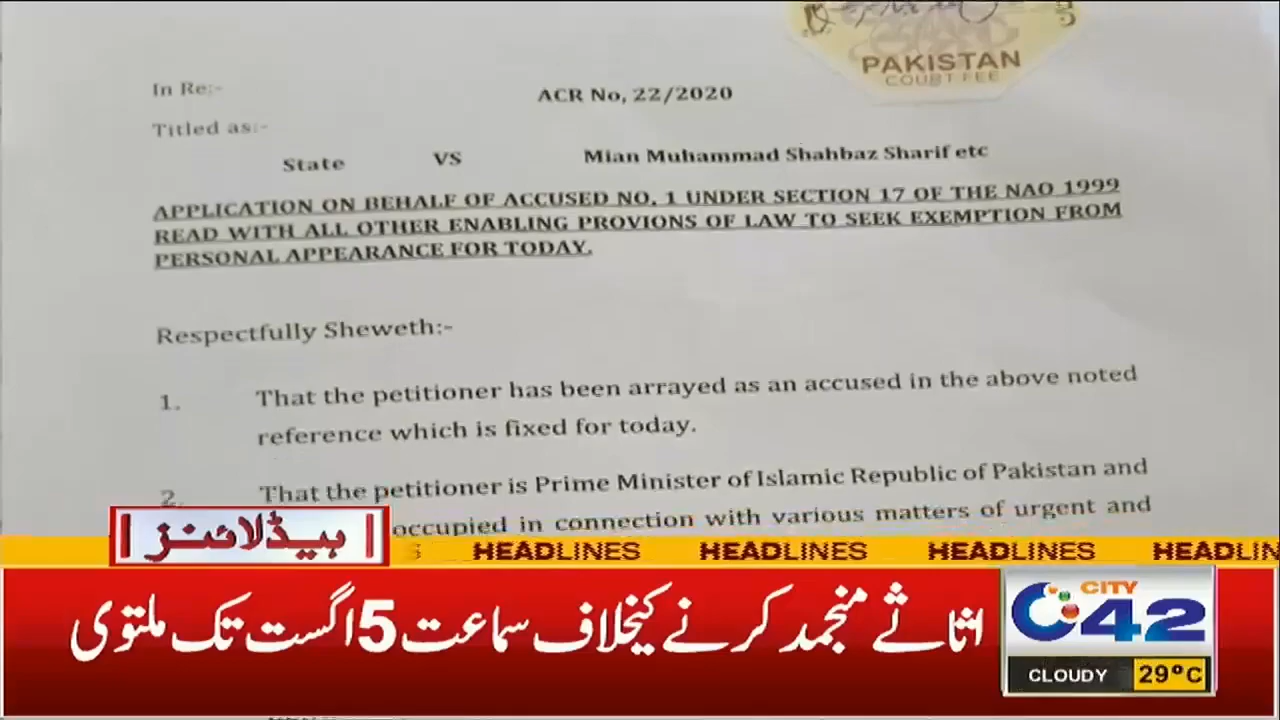 PAKISTAN
COURT FEE
In Re:-
ACR No, 22/2020
Titled as:-
State VS Mian Muhammad Shahbaz Sharif etc
APPLICATION ON BEHALF OF ACCUSED NO. 1 UNDER SECTION 17 OF THE NAO 1999
READ WITH ALL OTHER ENABLING PROVIONS OF LAW TO SEEK EXEMPTION FROM
PERSONAL APPEARANCE FOR TODAY.
Respectfully Sheweth:-
1. That the petitioner has been arrayed as an accused in the above noted
reference which is fixed for today.
2. That the petitioner is Prime Minister of Islamic Republic of Pakistan and
occupied in connection with various matters of urgent and
ہیڈلائنز
HEADLINES HEADLINES HEADLINES HEADLIN
اثاثے منجمد کرنے کیخلاف سماعت 5 اگست تک ملتوی
CITY
42
CLOUDY 29°C